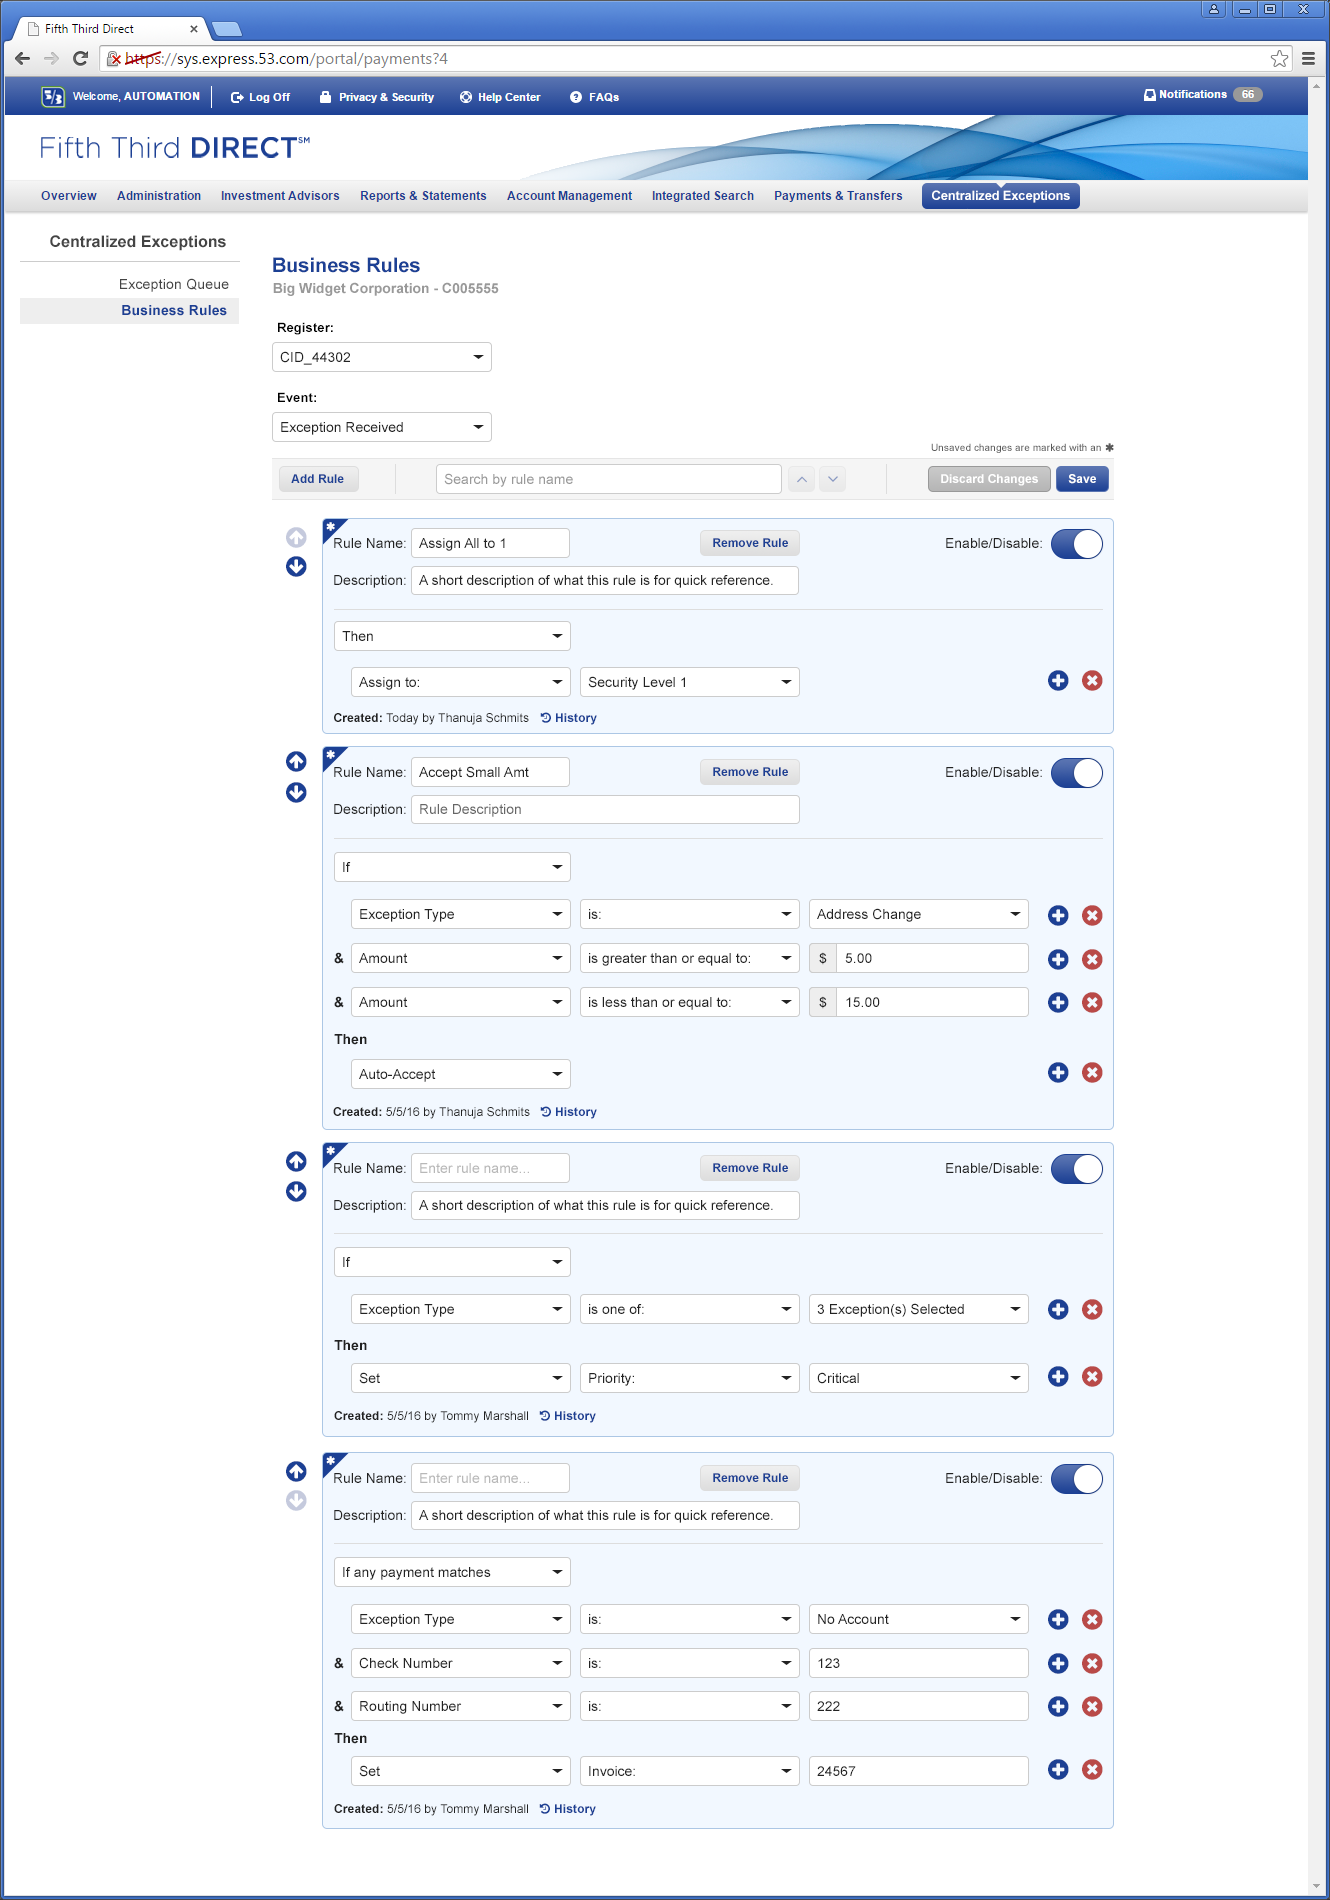 Fifth Third Direct
https://sys.express.53.com/portal/payments?4
5/3 Welcome, AUTOMATION Log Off Privacy & Security Help Center FAQs Notifications 66
Fifth Third DIRECT SM
Overview Administration Investment Advisors Reports & Statements Account Management Integrated Search Payments & Transfers Centralized Exceptions
Centralized Exceptions
Exception Queue
Business Rules
Business Rules
Big Widget Corporation - C005555
Register:
CID_44302
Event:
Exception Received
Unsaved changes are marked with an *
Add Rule Search by rule name Discard Changes Save
*
Rule Name: Assign All to 1 Remove Rule Enable/Disable:
Description: A short description of what this rule is for quick reference.
Then
Assign to: Security Level 1
Created: Today by Thanuja Schmits History
*
Rule Name: Accept Small Amt Remove Rule Enable/Disable:
Description: Rule Description
If
Exception Type is: Address Change
& Amount is greater than or equal to: $ 5.00
& Amount is less than or equal to: $ 15.00
Then
Auto-Accept
Created: 5/5/16 by Thanuja Schmits History
*
Rule Name: Enter rule name... Remove Rule Enable/Disable:
Description: A short description of what this rule is for quick reference.
If
Exception Type is one of: 3 Exception(s) Selected
Then
Set Priority: Critical
Created: 5/5/16 by Tommy Marshall History
*
Rule Name: Enter rule name... Remove Rule Enable/Disable:
Description: A short description of what this rule is for quick reference.
If any payment matches
Exception Type is: No Account
& Check Number is: 123
& Routing Number is: 222
Then
Set Invoice: 24567
Created: 5/5/16 by Tommy Marshall History